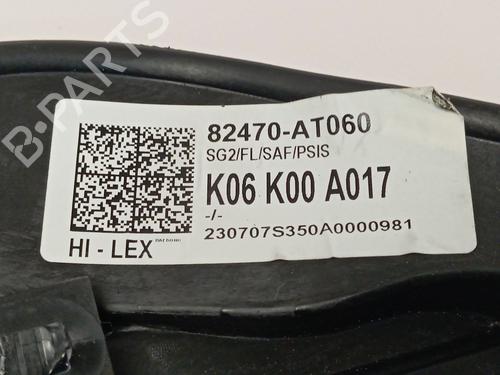 82470-AT060
SG2/FL/SAF/PSIS
K06 K00 A017
-/-
230707S350A0000981
HI - LEX
B-PARTS